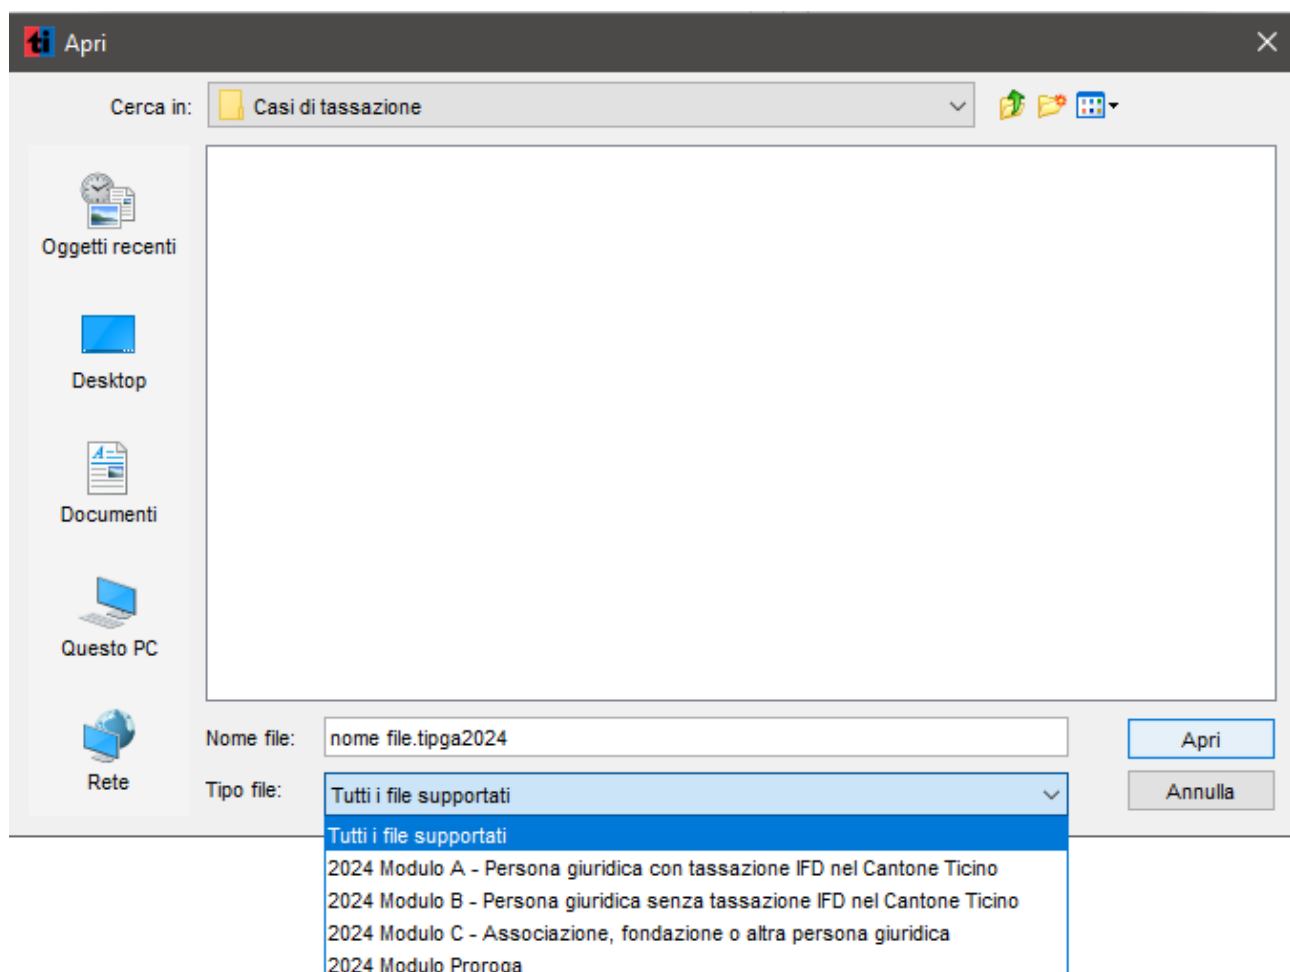 ti Apri
Cerca in: Casi di tassazione
Oggetti recenti
Desktop
Documenti
Questo PC
Rete
Nome file: nome file.tipga2024 Apri
Tipo file: Tutti i file supportati Annulla
Tutti i file supportati
2024 Modulo A - Persona giuridica con tassazione IFD nel Cantone Ticino
2024 Modulo B - Persona giuridica senza tassazione IFD nel Cantone Ticino
2024 Modulo C - Associazione, fondazione o altra persona giuridica
2024 Modulo Proroga